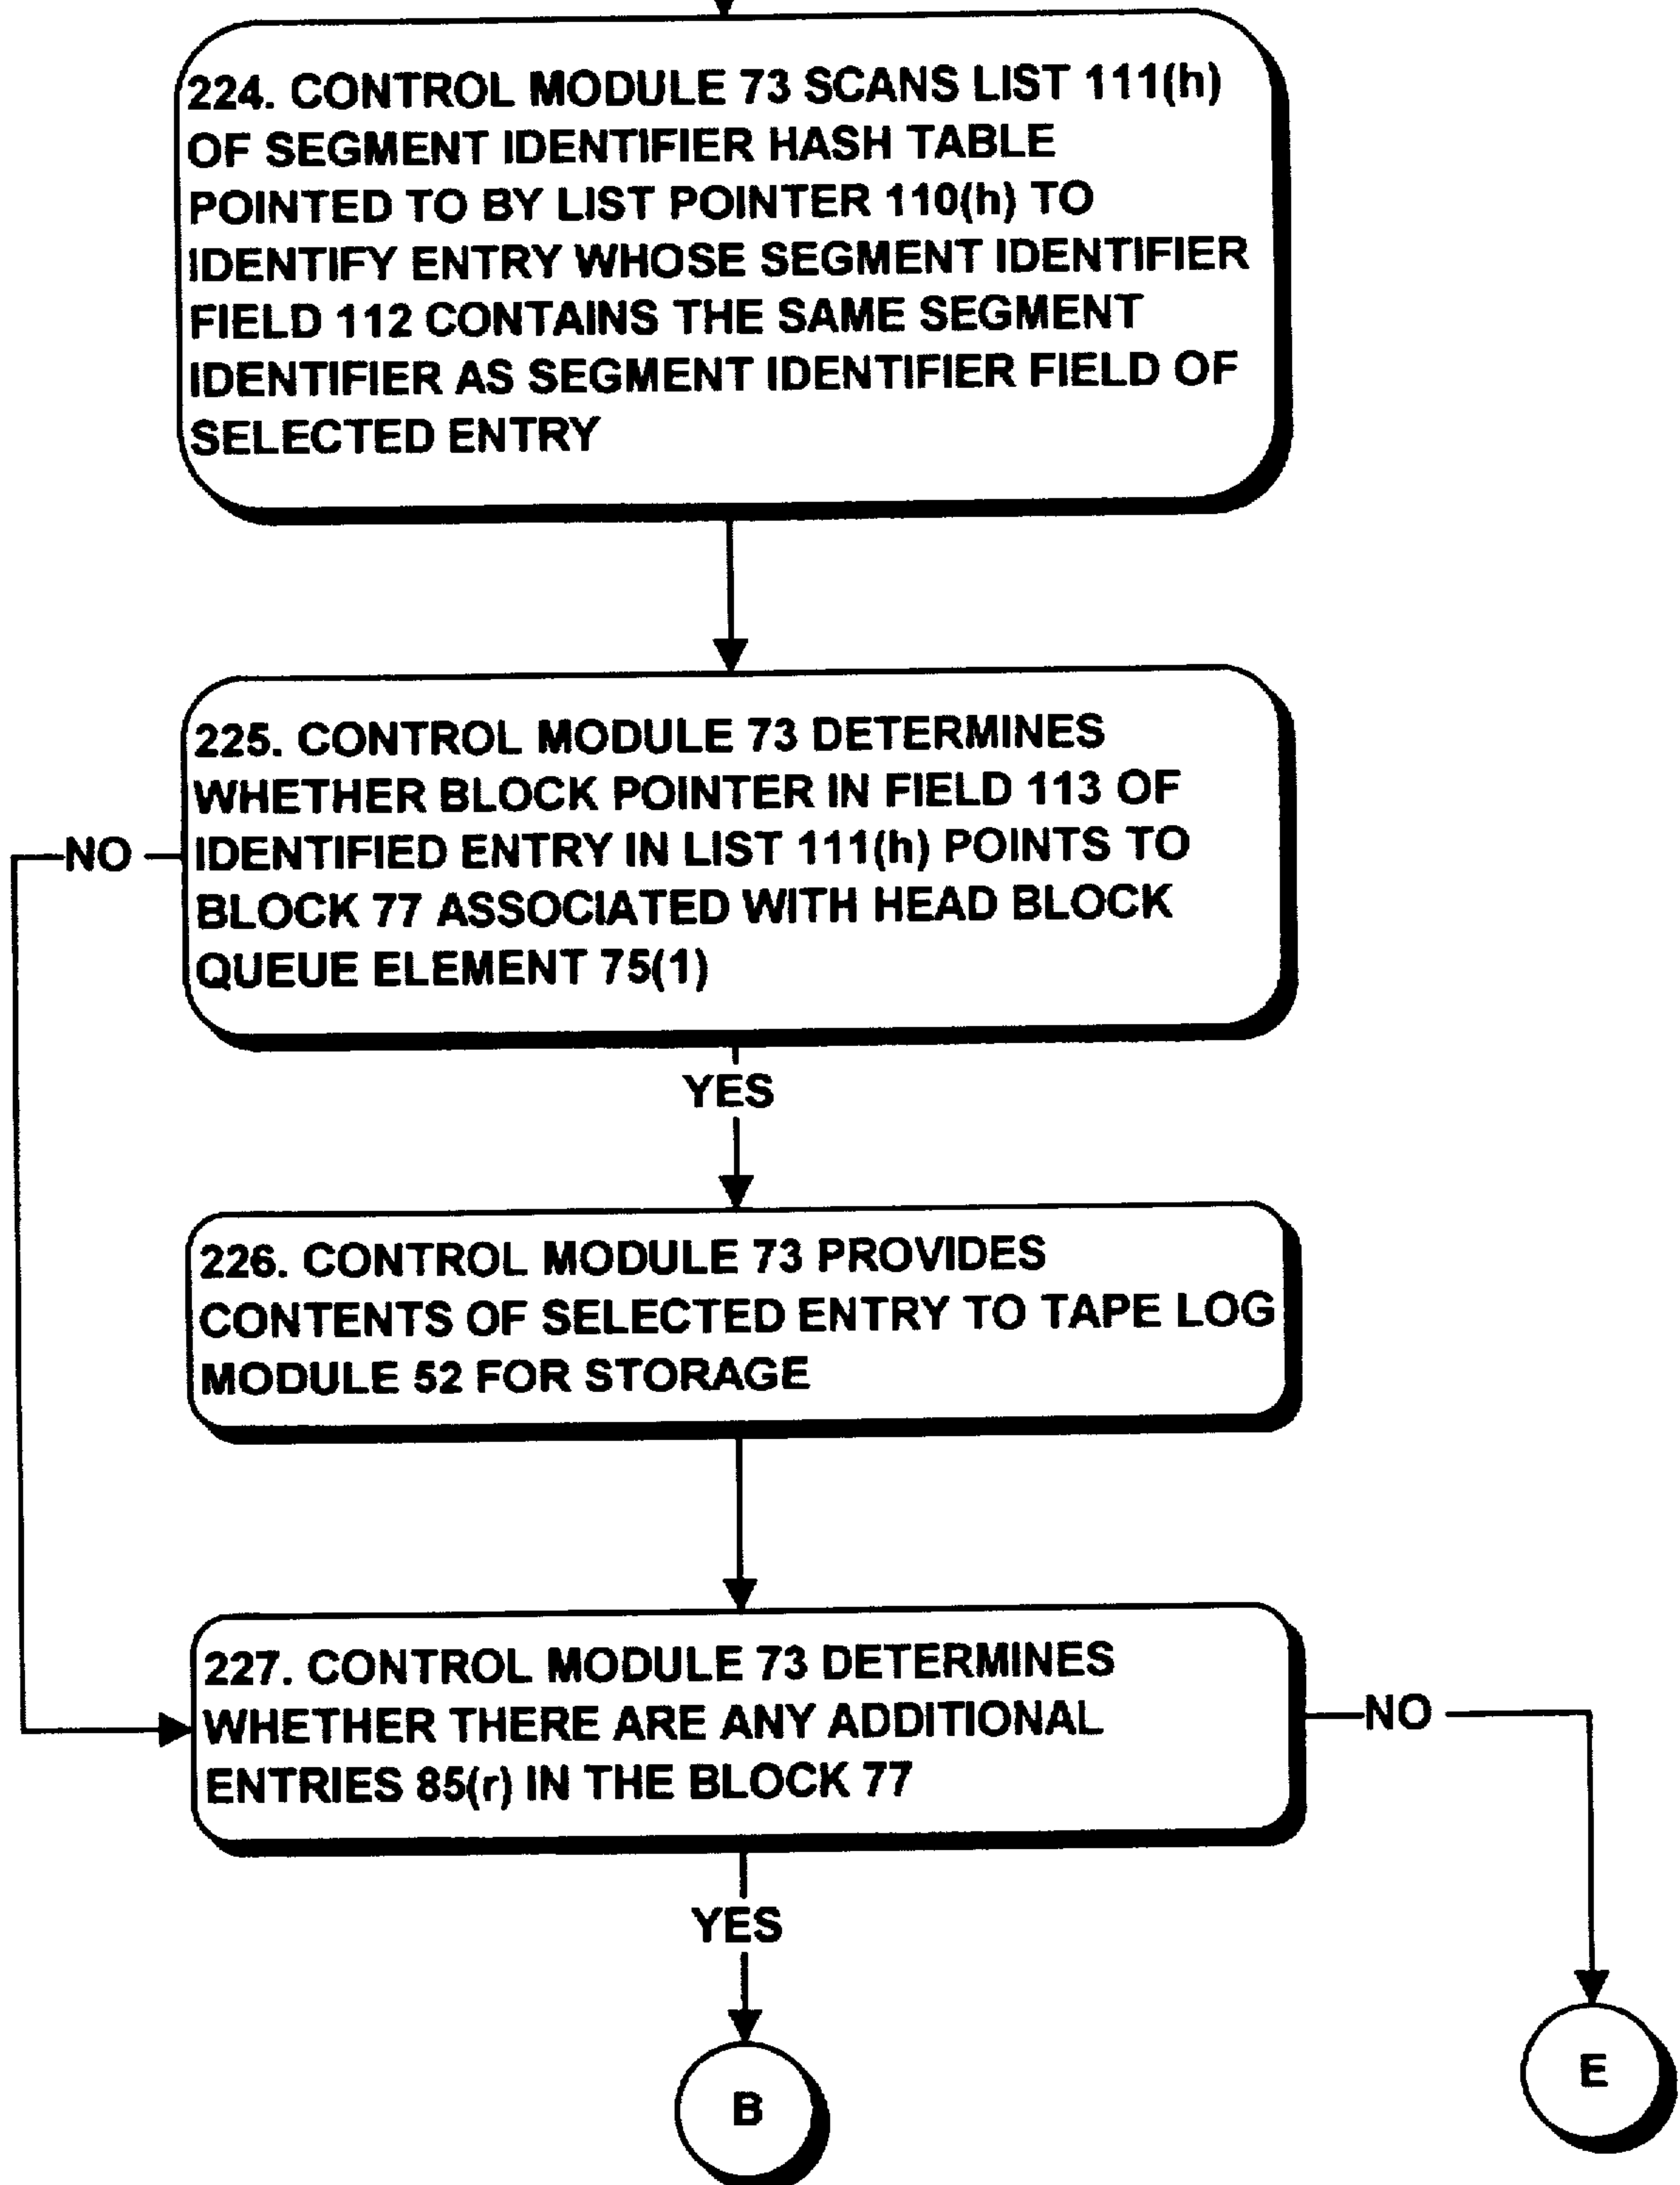 224. CONTROL MODULE 73 SCANS LIST 111(h)
OF SEGMENT IDENTIFIER HASH TABLE
POINTED TO BY LIST POINTER 110(h) TO
IDENTIFY ENTRY WHOSE SEGMENT IDENTIFIER
FIELD 112 CONTAINS THE SAME SEGMENT
IDENTIFIER AS SEGMENT IDENTIFIER FIELD OF
SELECTED ENTRY
225. CONTROL MODULE 73 DETERMINES
WHETHER BLOCK POINTER IN FIELD 113 OF
IDENTIFIED ENTRY IN LIST 111(h) POINTS TO
BLOCK 77 ASSOCIATED WITH HEAD BLOCK
QUEUE ELEMENT 75(1)
NO
YES
226. CONTROL MODULE 73 PROVIDES
CONTENTS OF SELECTED ENTRY TO TAPE LOG
MODULE 52 FOR STORAGE
227. CONTROL MODULE 73 DETERMINES
WHETHER THERE ARE ANY ADDITIONAL
ENTRIES 85(r) IN THE BLOCK 77
NO
YES
B
E